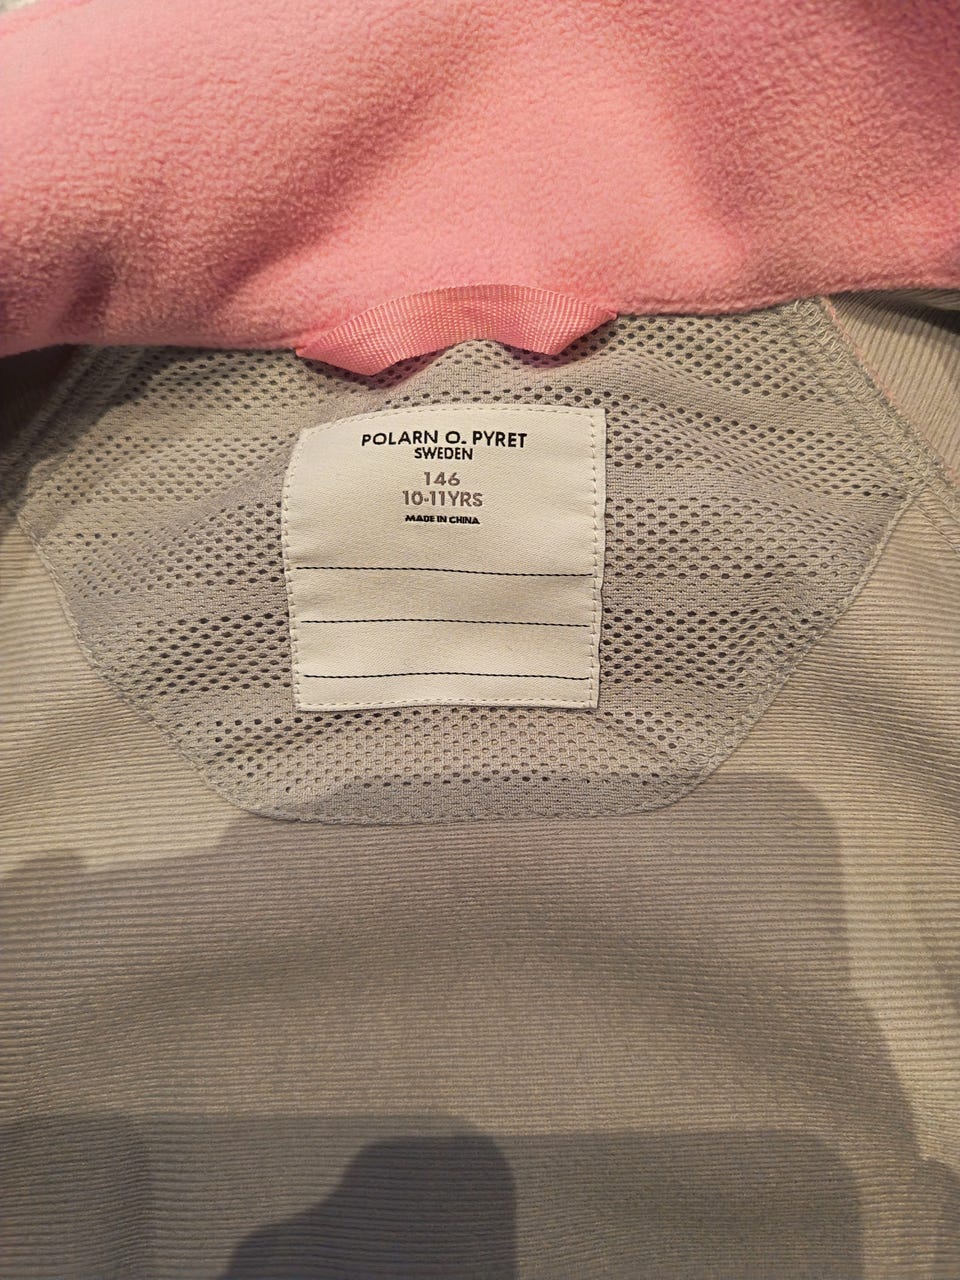 POLARN O. PYRET
SWEDEN
146
10-11YRS
MADE IN CHINA